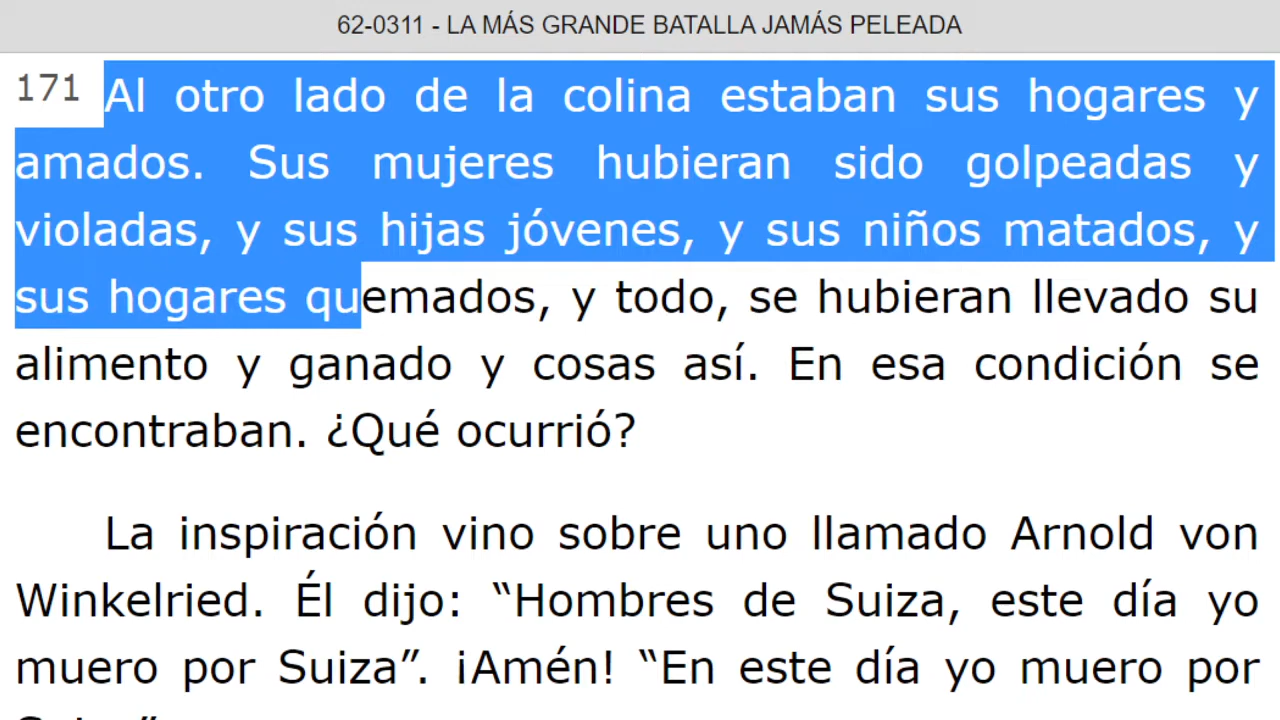 62-0311 - LA MÁS GRANDE BATALLA JAMÁS PELEADA
171 Al otro lado de la colina estaban sus hogares y
amados. Sus mujeres hubieran sido golpeadas y
violadas, y sus hijas jóvenes, y sus niños matados, y
sus hogares quemados, y todo, se hubieran llevado su
alimento y ganado y cosas así. En esa condición se
encontraban. ¿Qué ocurrió?
La inspiración vino sobre uno llamado Arnold von
Winkelried. Él dijo: “Hombres de Suiza, este día yo
muero por Suiza”. ¡Amén! “En este día yo muero por